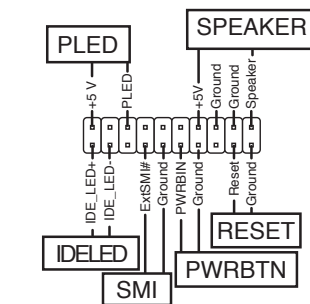 PLED
SPEAKER
+5 V
PLED-
+5V
Ground
Ground
Speaker
IDE_LED+
IDE_LED-
ExtSMI#
Ground
PWRBIN
Ground
Reset
Ground
IDELED
SMI
PWRBTN
RESET